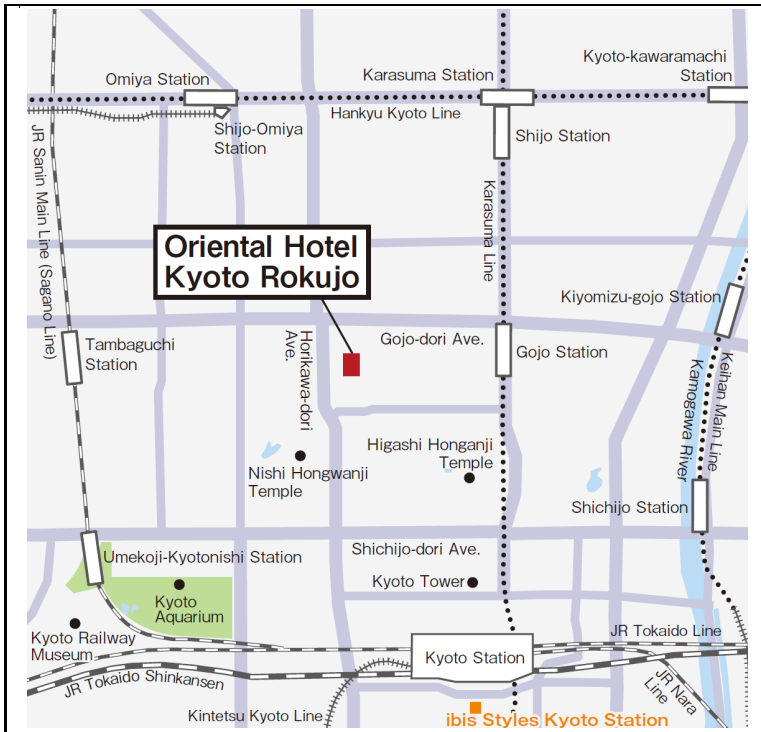 Kyoto-kawaramachi
Station
Omiya Station
Karasuma Station
Hankyu Kyoto Line
Shijo-Omiya
Station
Shijo Station
JR Sanin Main Line (Sagano Line)
Karasuma Line
Oriental Hotel
Kyoto Rokujo
Kiyomizu-gojo Station
Tambaguchi
Station
Horikawa-dori
Ave.
Gojo-dori Ave.
Gojo Station
Kamogawa River
Keihan Main Line
Higashi Honganji
Temple
Nishi Hongwanji
Temple
Shichijo Station
Umekoji-Kyotonishi Station
Shichijo-dori Ave.
Kyoto Tower
Kyoto
Aquarium
Kyoto Railway
Museum
JR Tokaido Line
Kyoto Station
JR Tokaido Shinkansen
JR Nara
Line
Kintetsu Kyoto Line
ibis Styles Kyoto Station